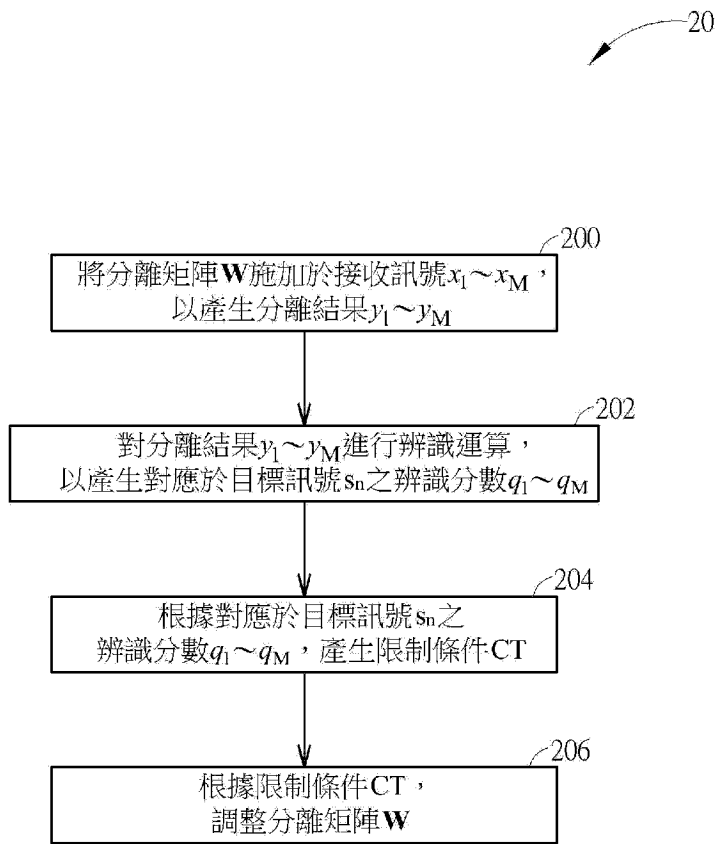 20
200
將分離矩陣W施加於接收訊號x1～xM，
以產生分離結果y1～yM
202
對分離結果y1～yM進行辨識運算，
以產生對應於目標訊號sn之辨識分數q1～qM
204
根據對應於目標訊號sn之
辨識分數q1～qM，產生限制條件CT
206
根據限制條件CT，
調整分離矩陣W